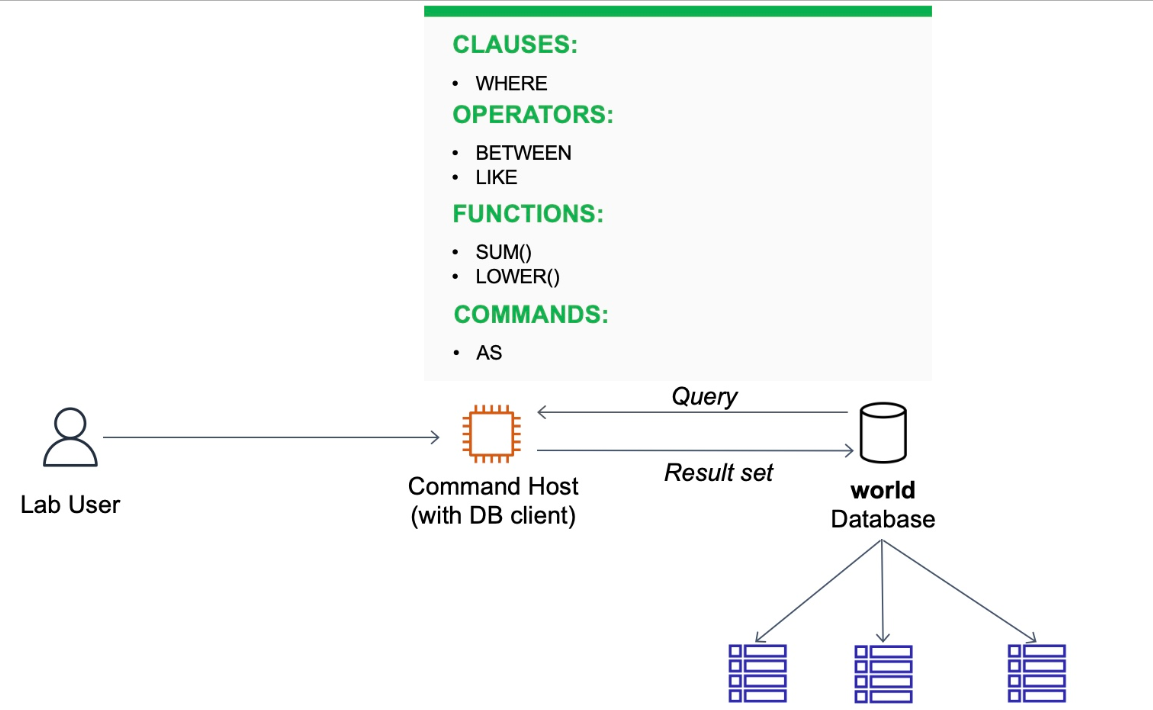 CLAUSES:
• WHERE
OPERATORS:
• BETWEEN
• LIKE
FUNCTIONS:
• SUM()
• LOWER()
COMMANDS:
• AS
Query
Result set
Lab User
Command Host
(with DB client)
world
Database